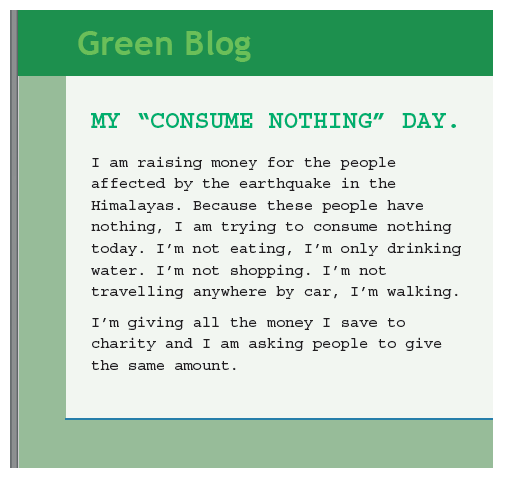 Green Blog
MY “CONSUME NOTHING” DAY.
I am raising money for the people
affected by the earthquake in the
Himalayas. Because these people have
nothing, I am trying to consume nothing
today. I’m not eating, I’m only drinking
water. I’m not shopping. I’m not
travelling anywhere by car, I’m walking.
I’m giving all the money I save to
charity and I am asking people to give
the same amount.